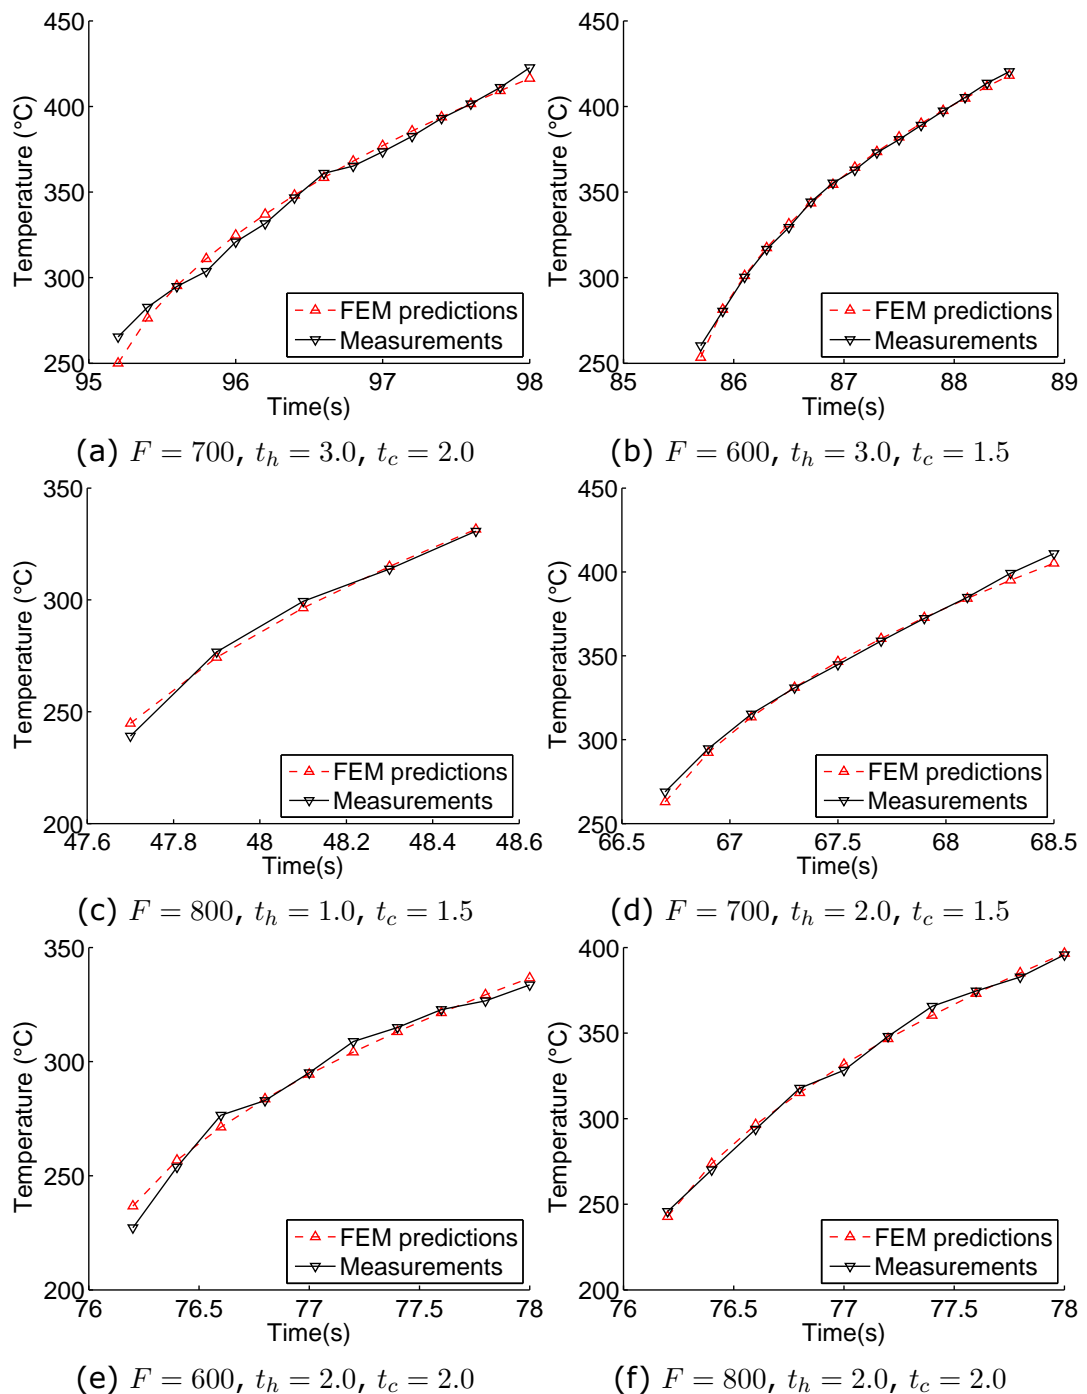 450
400
350
300
250
Temperature (°C)
95
96
97
98
Time(s)
FEM predictions
Measurements
(a) F = 700, t_h = 3.0, t_c = 2.0
450
400
350
300
250
Temperature (°C)
85
86
87
88
89
Time(s)
FEM predictions
Measurements
(b) F = 600, t_h = 3.0, t_c = 1.5
350
300
250
200
Temperature (°C)
47.6
47.8
48
48.2
48.4
48.6
Time(s)
FEM predictions
Measurements
(c) F = 800, t_h = 1.0, t_c = 1.5
450
400
350
300
250
Temperature (°C)
66.5
67
67.5
68
68.5
Time(s)
FEM predictions
Measurements
(d) F = 700, t_h = 2.0, t_c = 1.5
350
300
250
200
Temperature (°C)
76
76.5
77
77.5
78
Time(s)
FEM predictions
Measurements
(e) F = 600, t_h = 2.0, t_c = 2.0
400
350
300
250
200
Temperature (°C)
76
76.5
77
77.5
78
Time(s)
FEM predictions
Measurements
(f) F = 800, t_h = 2.0, t_c = 2.0